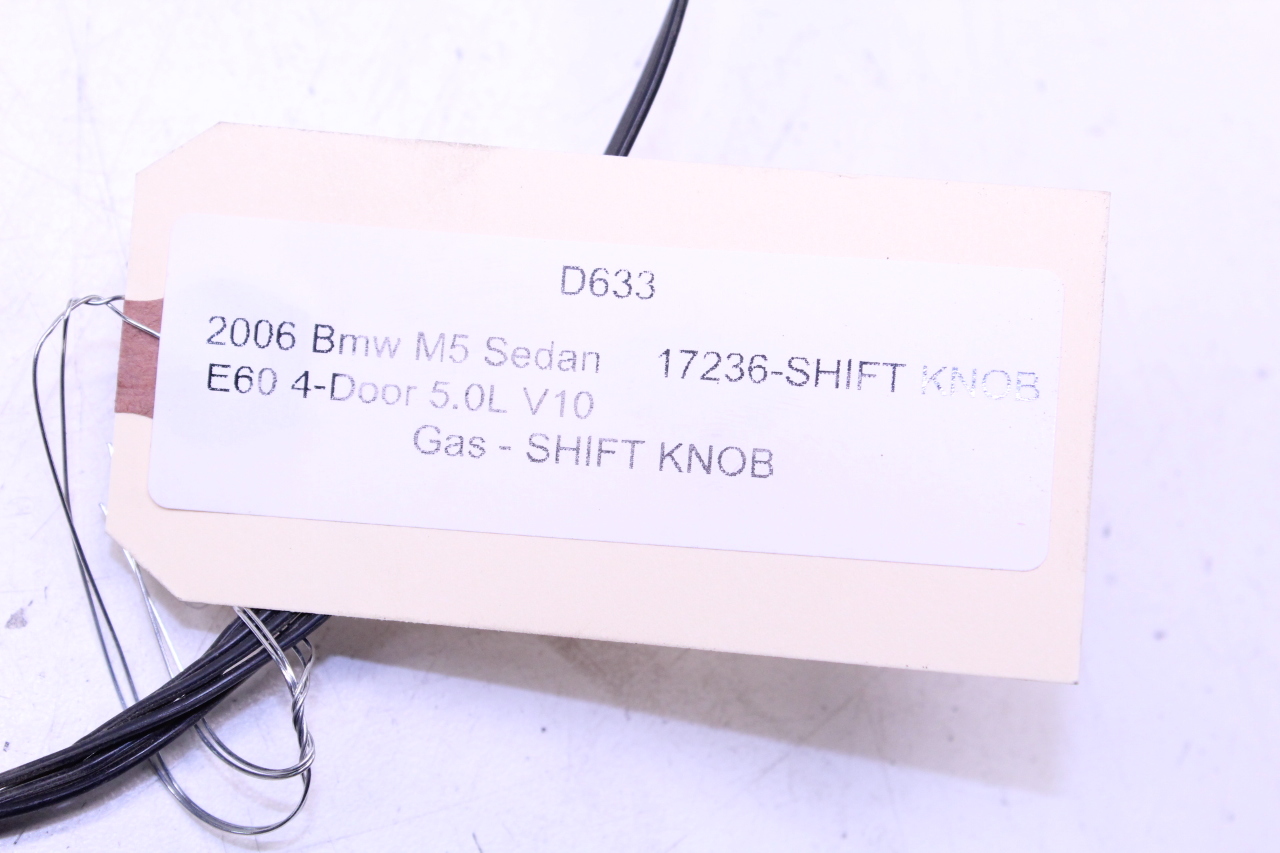 D633
2006 Bmw M5 Sedan
E60 4-Door 5.0L V10
Gas - SHIFT KNOB
17236-SHIFT KNOB